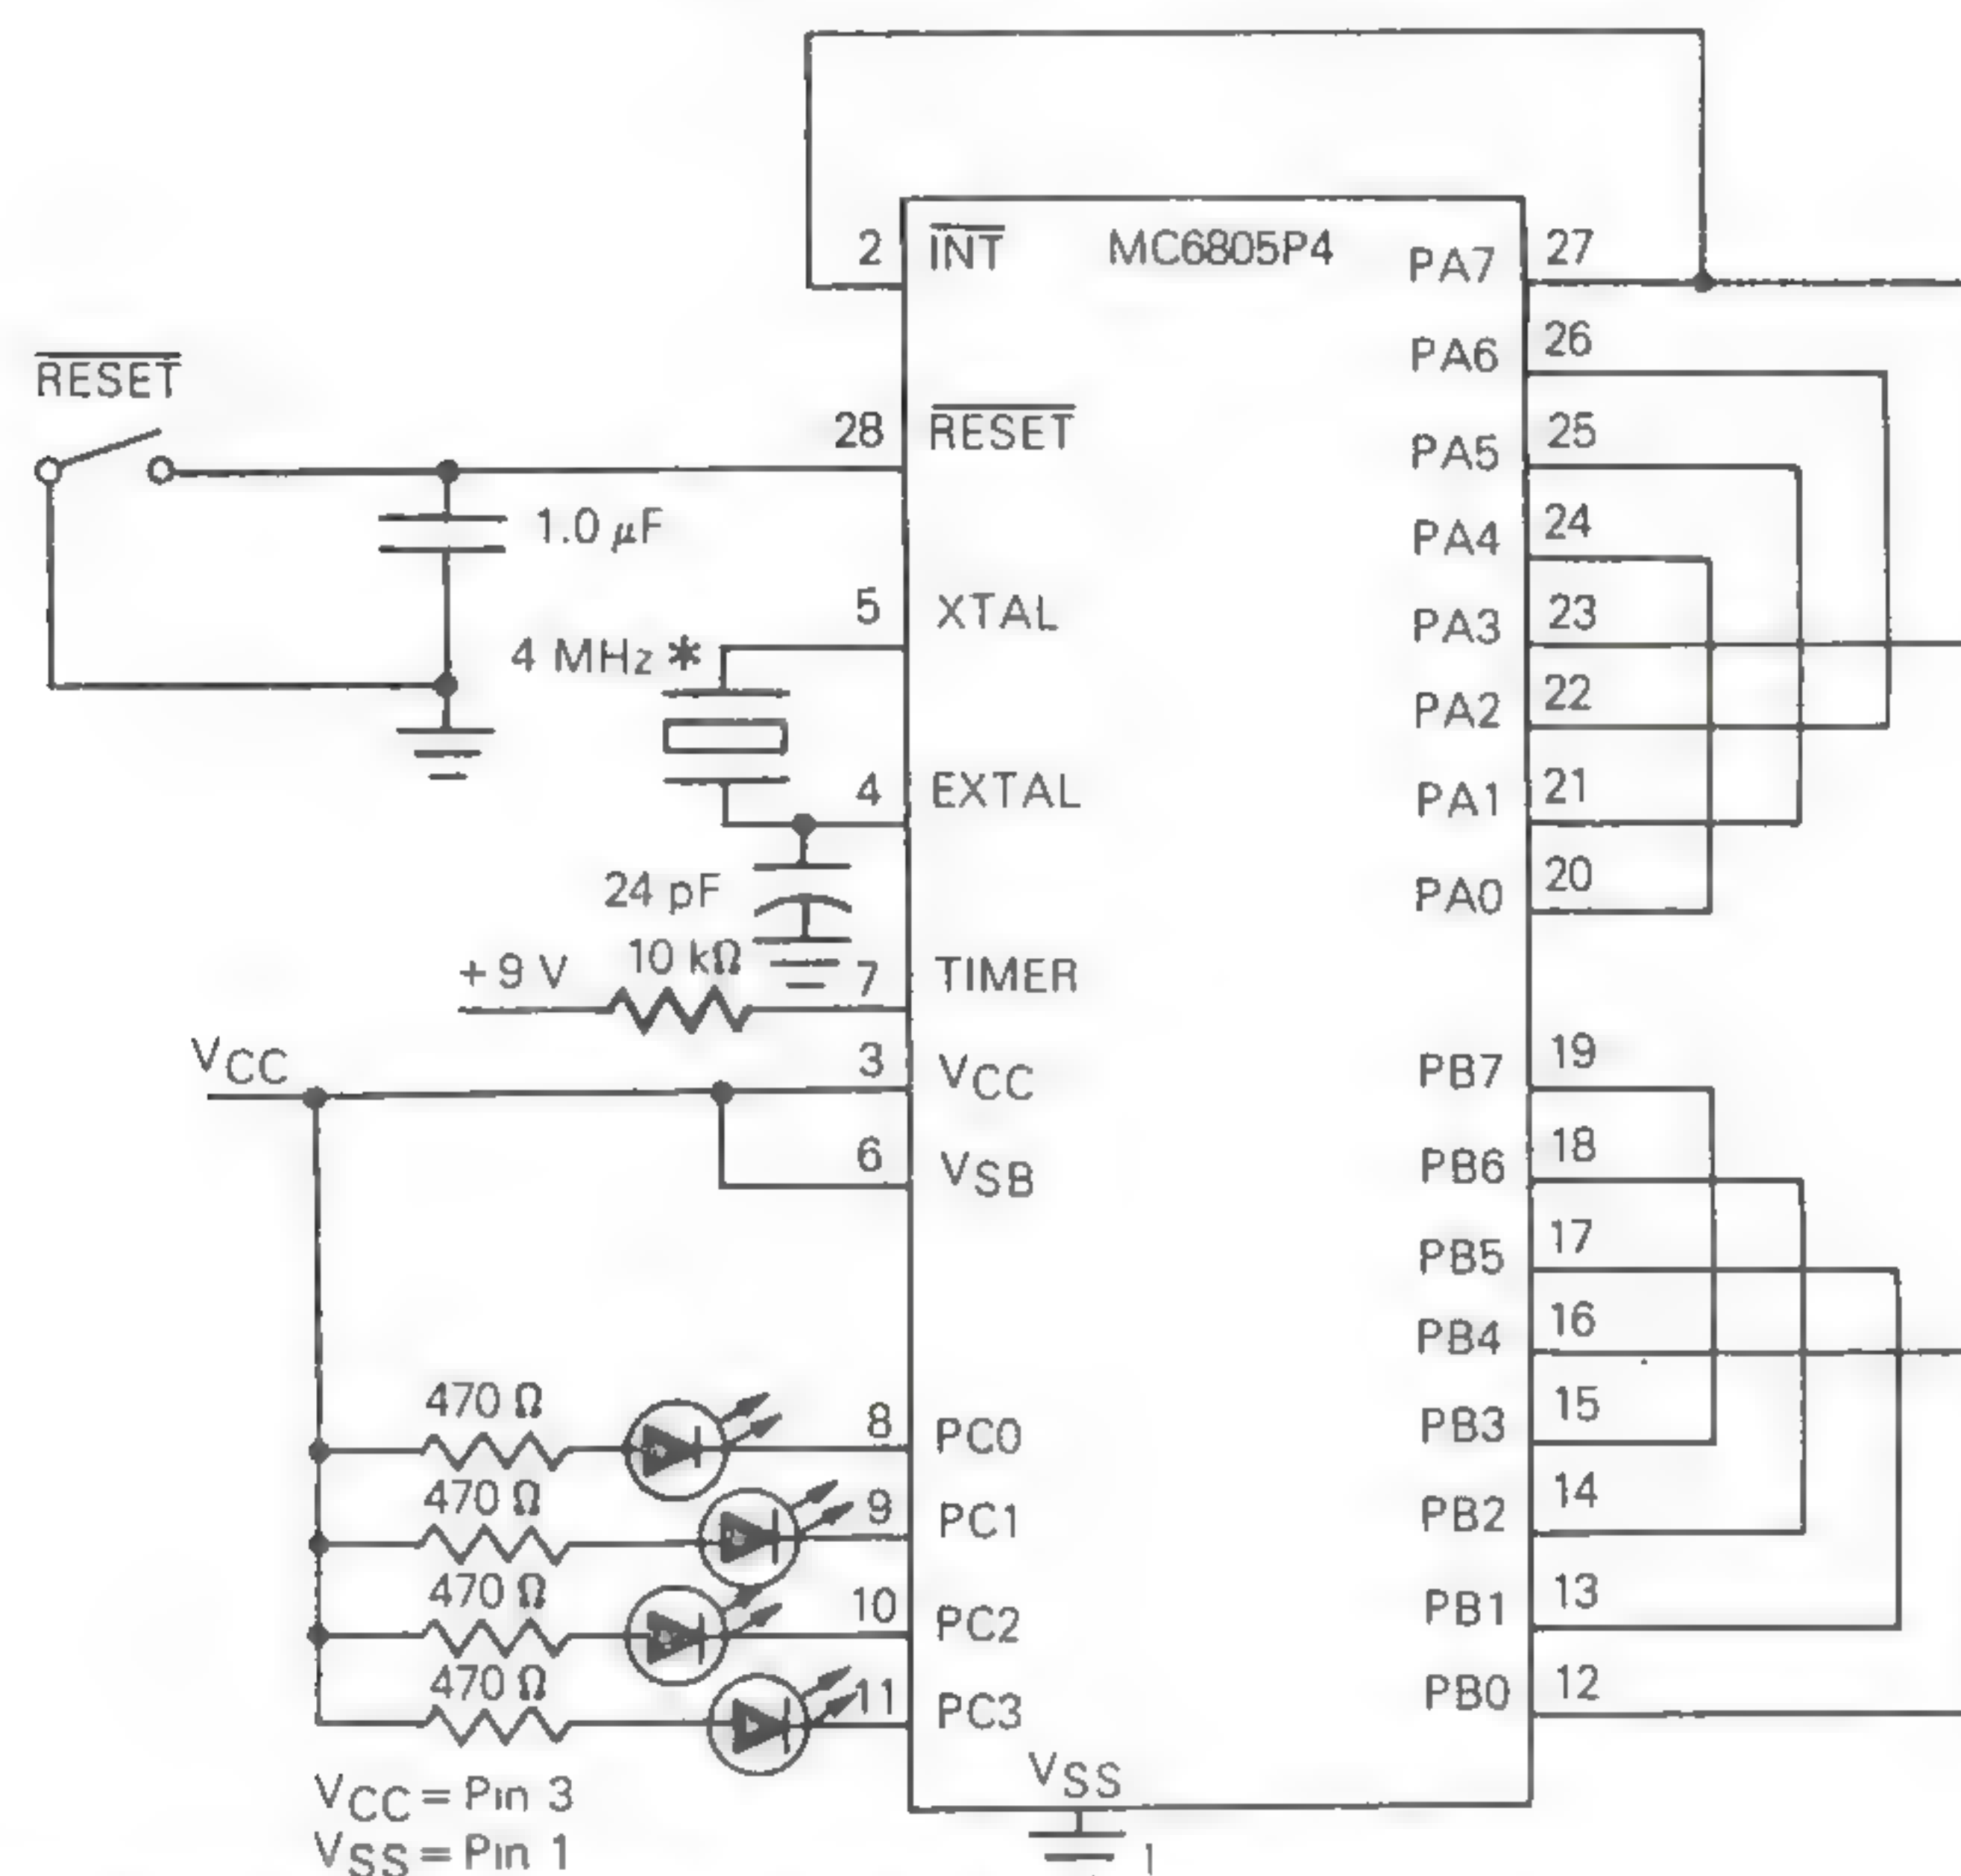 MC6805P4
2 INT
PA7 27
PA6 26
RESET
28 RESET
PA5 25
PA4 24
1.0 μF
5 XTAL
PA3 23
4 MHz *
PA2 22
4 EXTAL
PA1 21
24 pF
PA0 20
+9 V
10 kΩ
7 TIMER
VCC
3 VCC
PB7 19
6 VSB
PB6 18
PB5 17
PB4 16
470 Ω
8 PC0
PB3 15
470 Ω
9 PC1
PB2 14
470 Ω
10 PC2
PB1 13
470 Ω
11 PC3
PB0 12
VSS
1
VCC = Pin 3
VSS = Pin 1